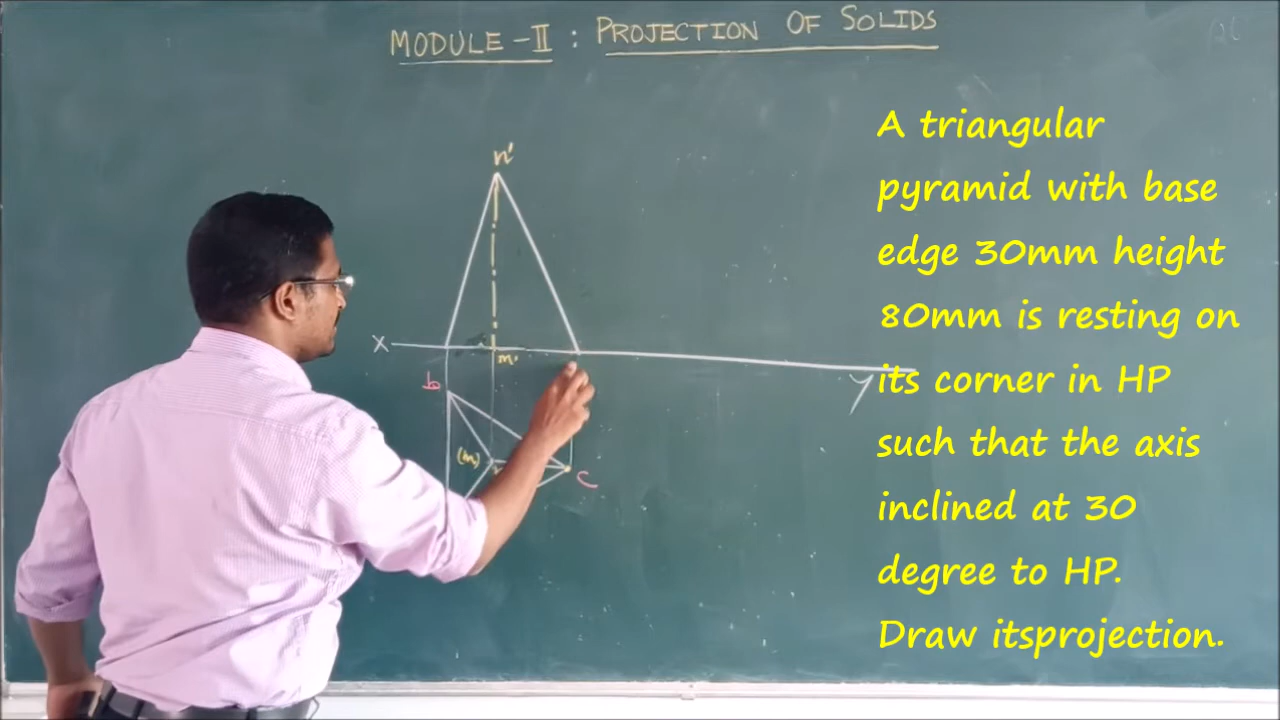 MODULE-II : PROJECTION OF SOLIDS
n'
X
m'
b
(m)
c
Y
A triangular
pyramid with base
edge 30mm height
80mm is resting on
its corner in HP
such that the axis
inclined at 30
degree to HP.
Draw itsprojection.